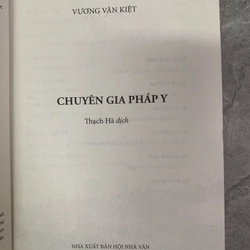 VƯƠNG VĂN KIỆT
CHUYÊN GIA PHÁP Y
Thạch Hà dịch
NHÀ XUẤT BẢN HỘI NHÀ VĂN